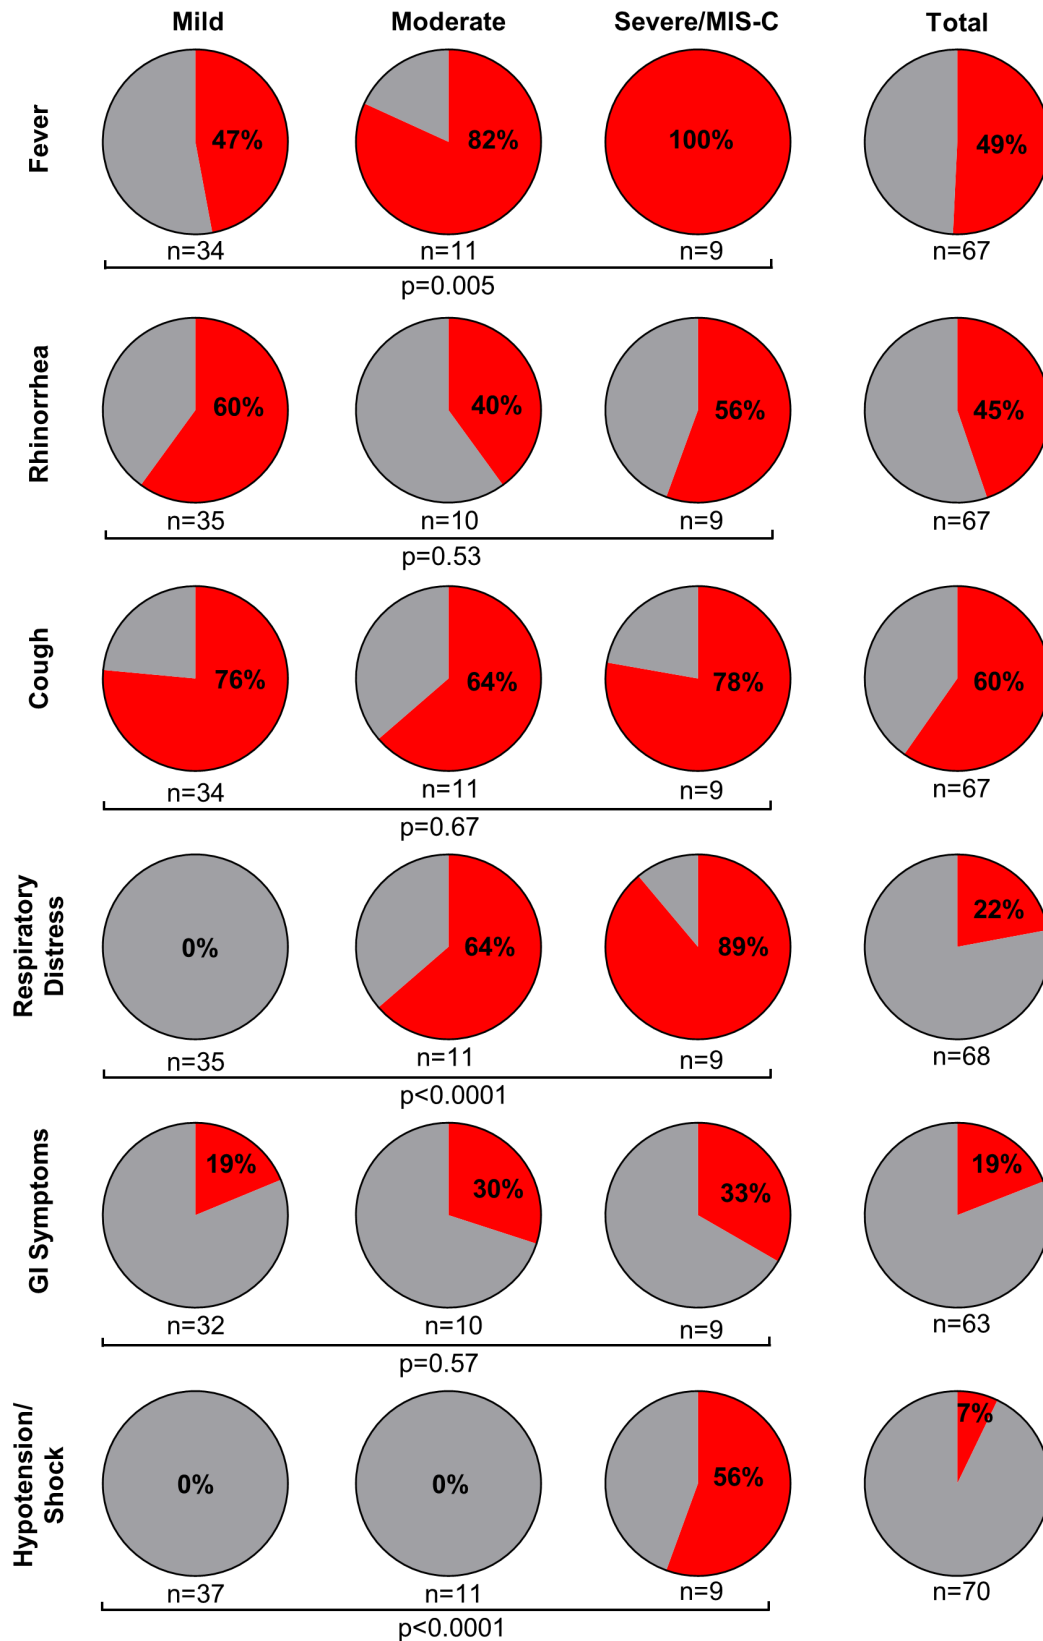 Mild Moderate Severe/MIS-C Total
Fever
47% 82% 100% 49%
n=34 n=11 n=9 n=67
p=0.005
Rhinorrhea
60% 40% 56% 45%
n=35 n=10 n=9 n=67
p=0.53
Cough
76% 64% 78% 60%
n=34 n=11 n=9 n=67
p=0.67
Respiratory
Distress
0% 64% 89% 22%
n=35 n=11 n=9 n=68
p<0.0001
GI Symptoms
19% 30% 33% 19%
n=32 n=10 n=9 n=63
p=0.57
Hypotension/
Shock
0% 0% 56% 7%
n=37 n=11 n=9 n=70
p<0.0001